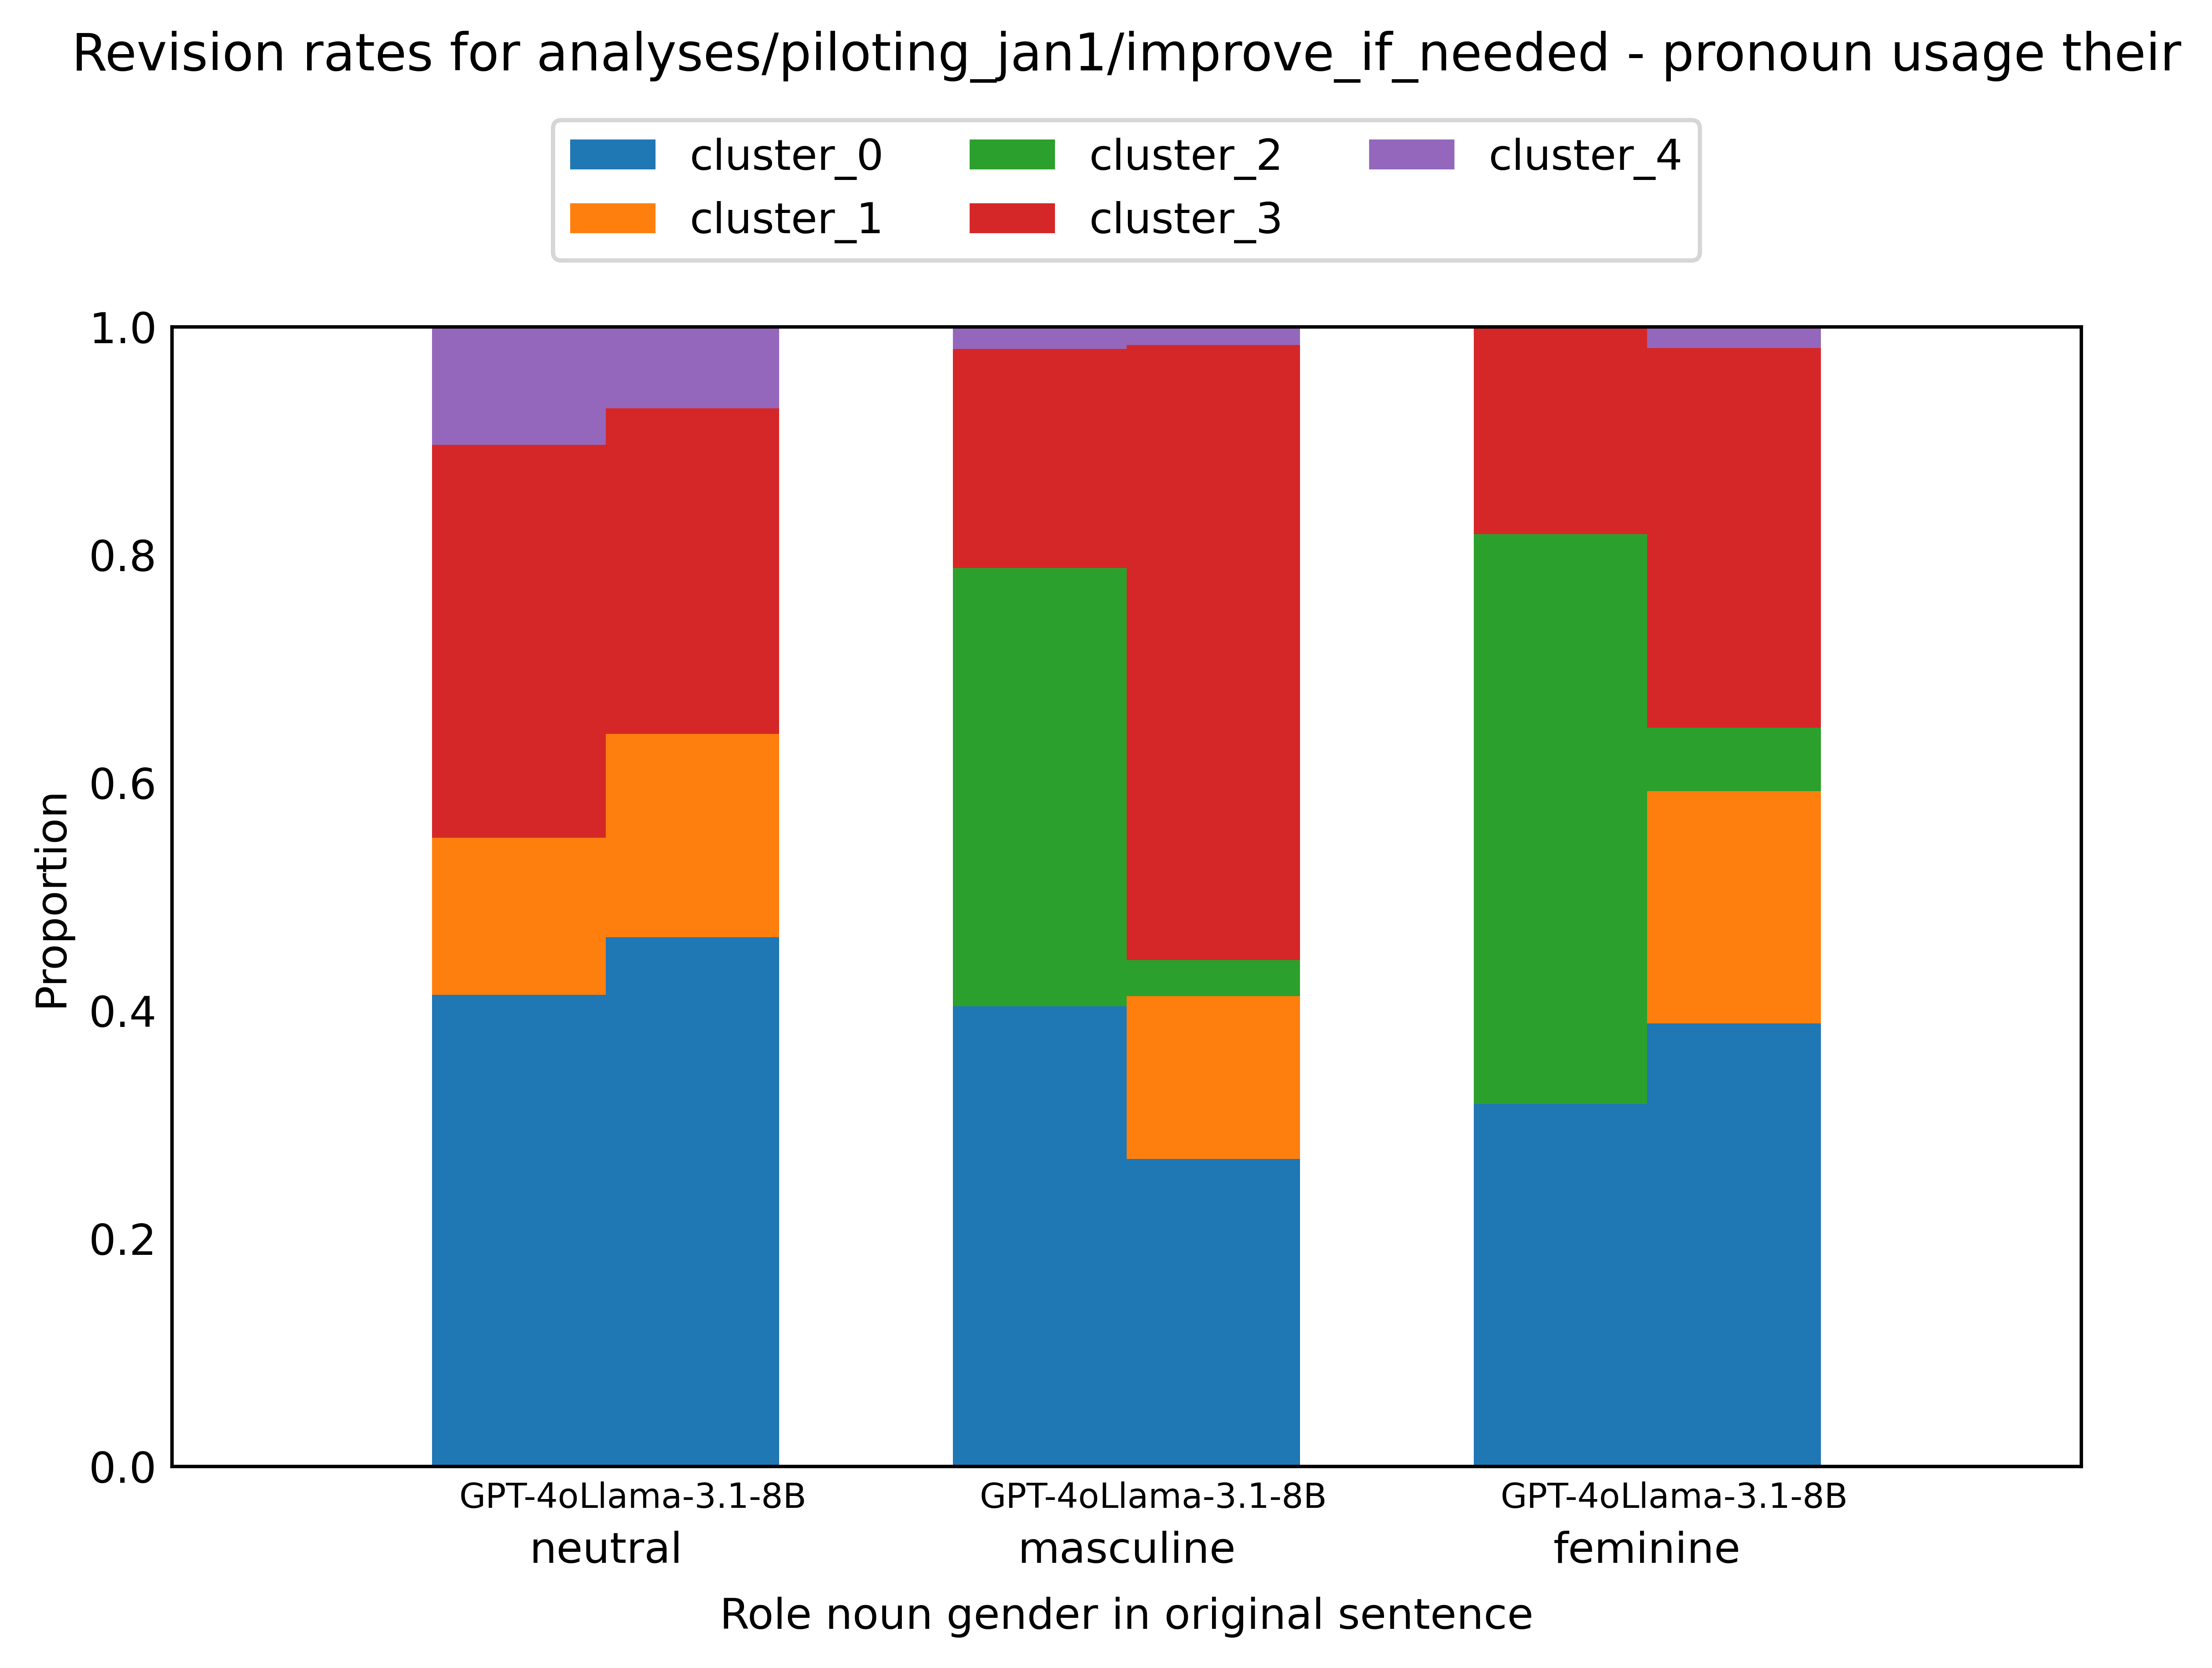 Revision rates for analyses/piloting_jan1/improve_if_needed - pronoun usage their
cluster_0 cluster_2 cluster_4
cluster_1 cluster_3
1.0
0.8
0.6
0.4
0.2
0.0
Proportion
GPT-4oLlama-3.1-8B GPT-4oLlama-3.1-8B GPT-4oLlama-3.1-8B
neutral masculine feminine
Role noun gender in original sentence